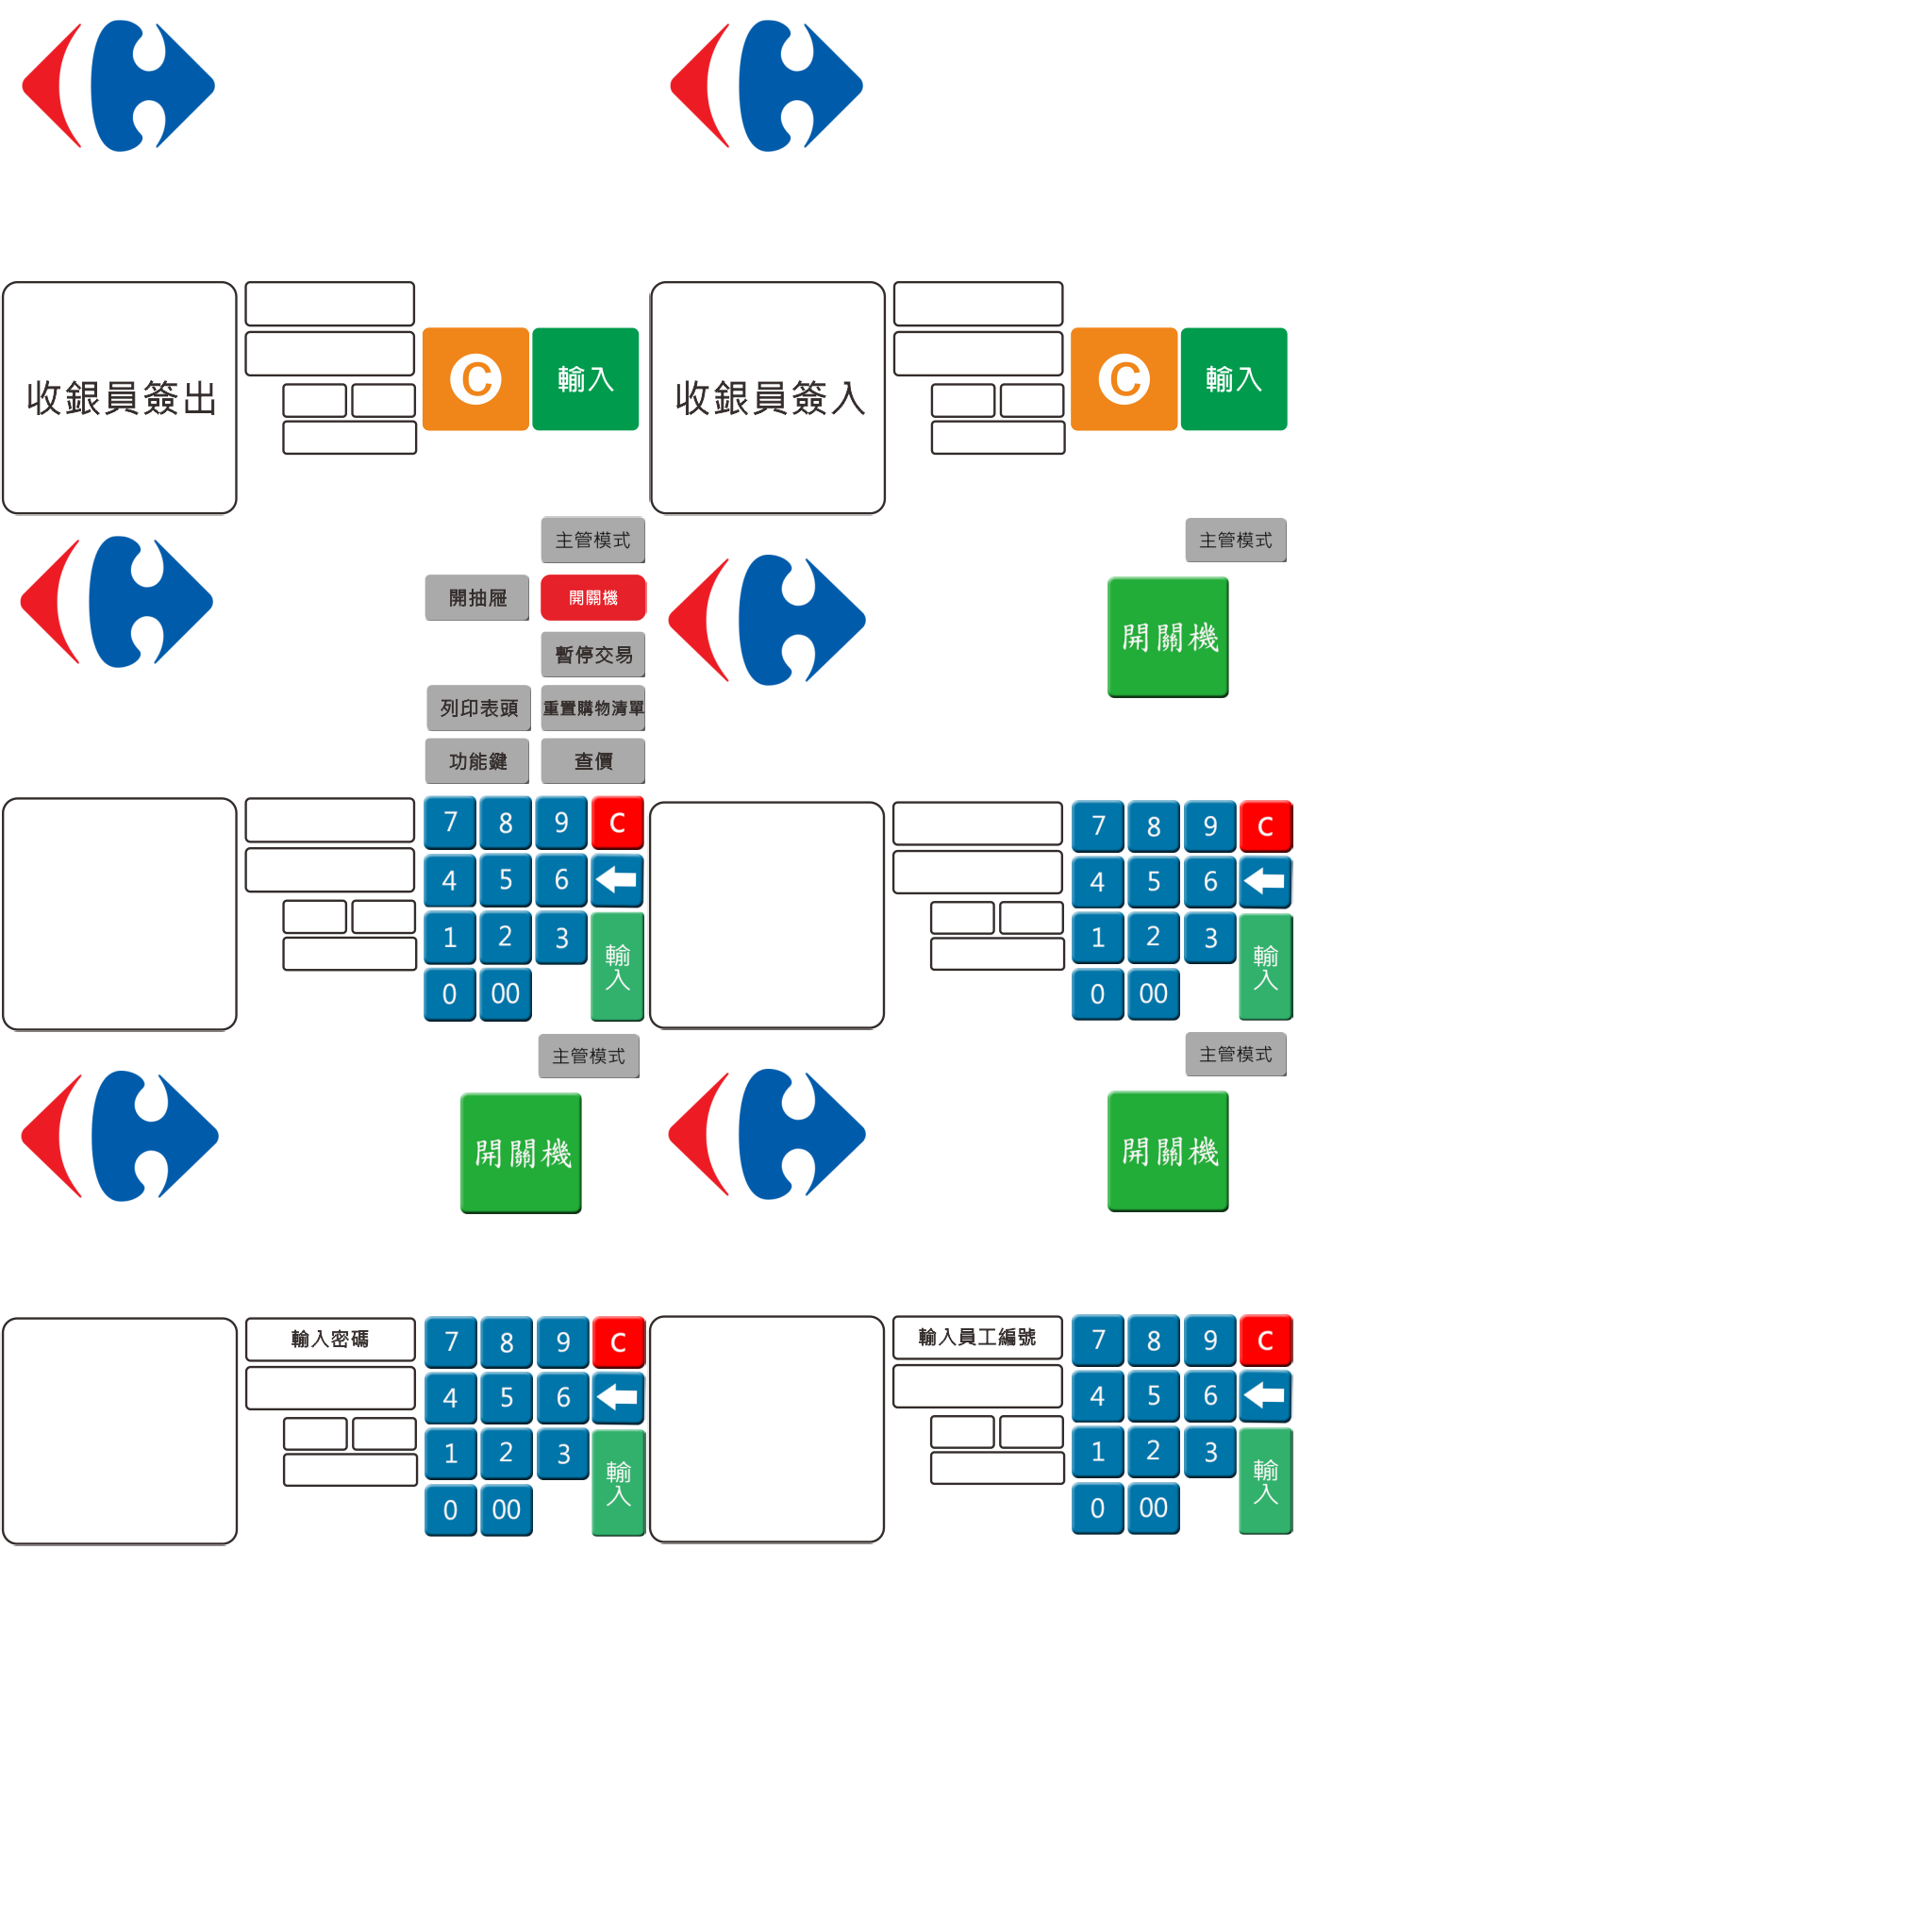 收銀員簽出
C
輸入
收銀員簽入
C
輸入
主管模式
開抽屜
開關機
暫停交易
列印表頭
重置購物清單
功能鍵
查價
7 8 9 C
4 5 6
1 2 3
0 00
輸入
主管模式
開關機
7 8 9 C
4 5 6
1 2 3
0 00
輸入
主管模式
開關機
輸入密碼
7 8 9 C
4 5 6
1 2 3
0 00
輸入
主管模式
開關機
輸入員工編號
7 8 9 C
4 5 6
1 2 3
0 00
輸入